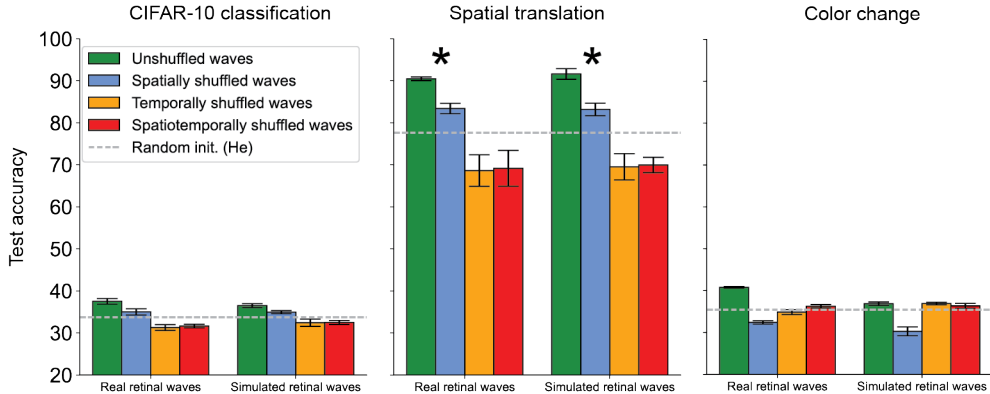 CIFAR-10 classification
Spatial translation
Color change
Test accuracy
100
90
80
70
60
50
40
30
20
Unshuffled waves
Spatially shuffled waves
Temporally shuffled waves
Spatiotemporally shuffled waves
Random init. (He)
*
*
Real retinal waves
Simulated retinal waves
Real retinal waves
Simulated retinal waves
Real retinal waves
Simulated retinal waves